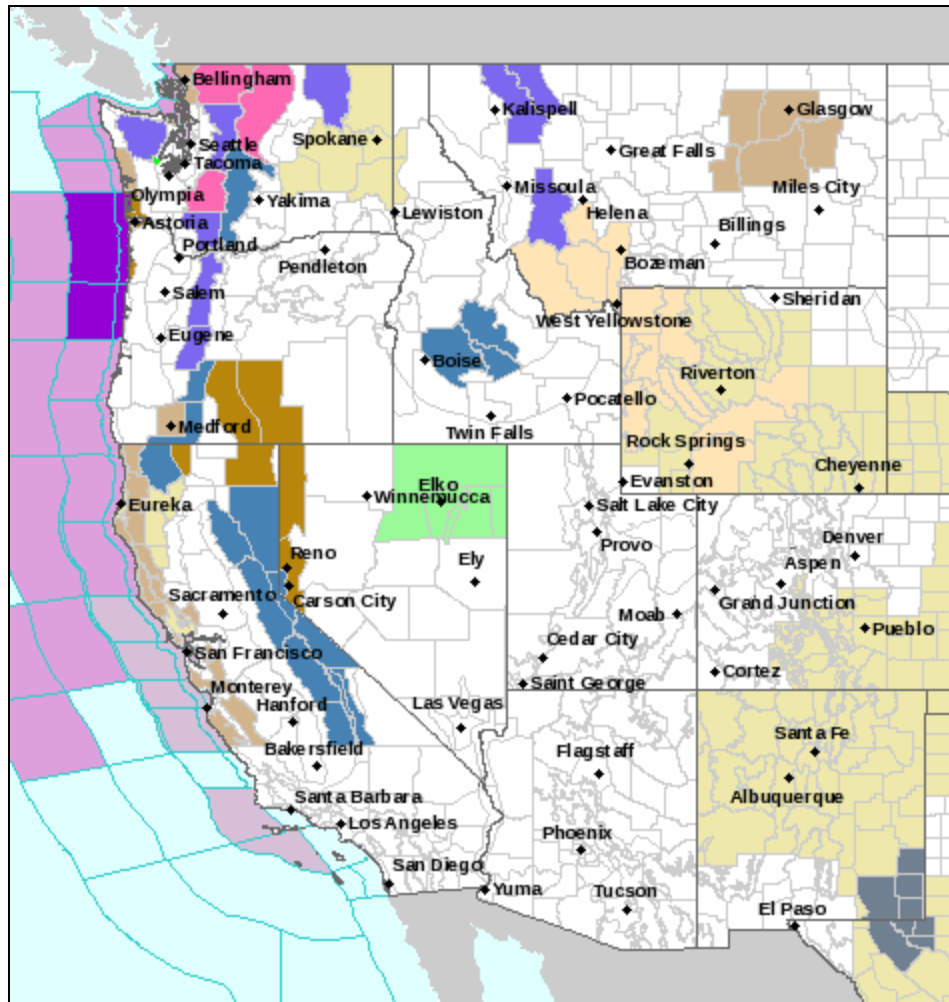 Bellingham
Kalispell
Glasgow
Seattle
Spokane
Great Falls
Tacoma
Missoula
Miles City
Olympia
Yakima
Helena
Lewiston
Astoria
Billings
Portland
Bozeman
Pendleton
Salem
Sheridan
West Yellowstone
Eugene
Boise
Riverton
Pocatello
Medford
Twin Falls
Rock Springs
Cheyenne
Elko
Evanston
Winnemucca
Eureka
Salt Lake City
Denver
Provo
Reno
Ely
Aspen
Sacramento
Carson City
Grand Junction
Moab
Pueblo
Cedar City
San Francisco
Cortez
Saint George
Monterey
Hanford
Las Vegas
Santa Fe
Bakersfield
Flagstaff
Albuquerque
Santa Barbara
Los Angeles
Phoenix
San Diego
Yuma
Tucson
El Paso